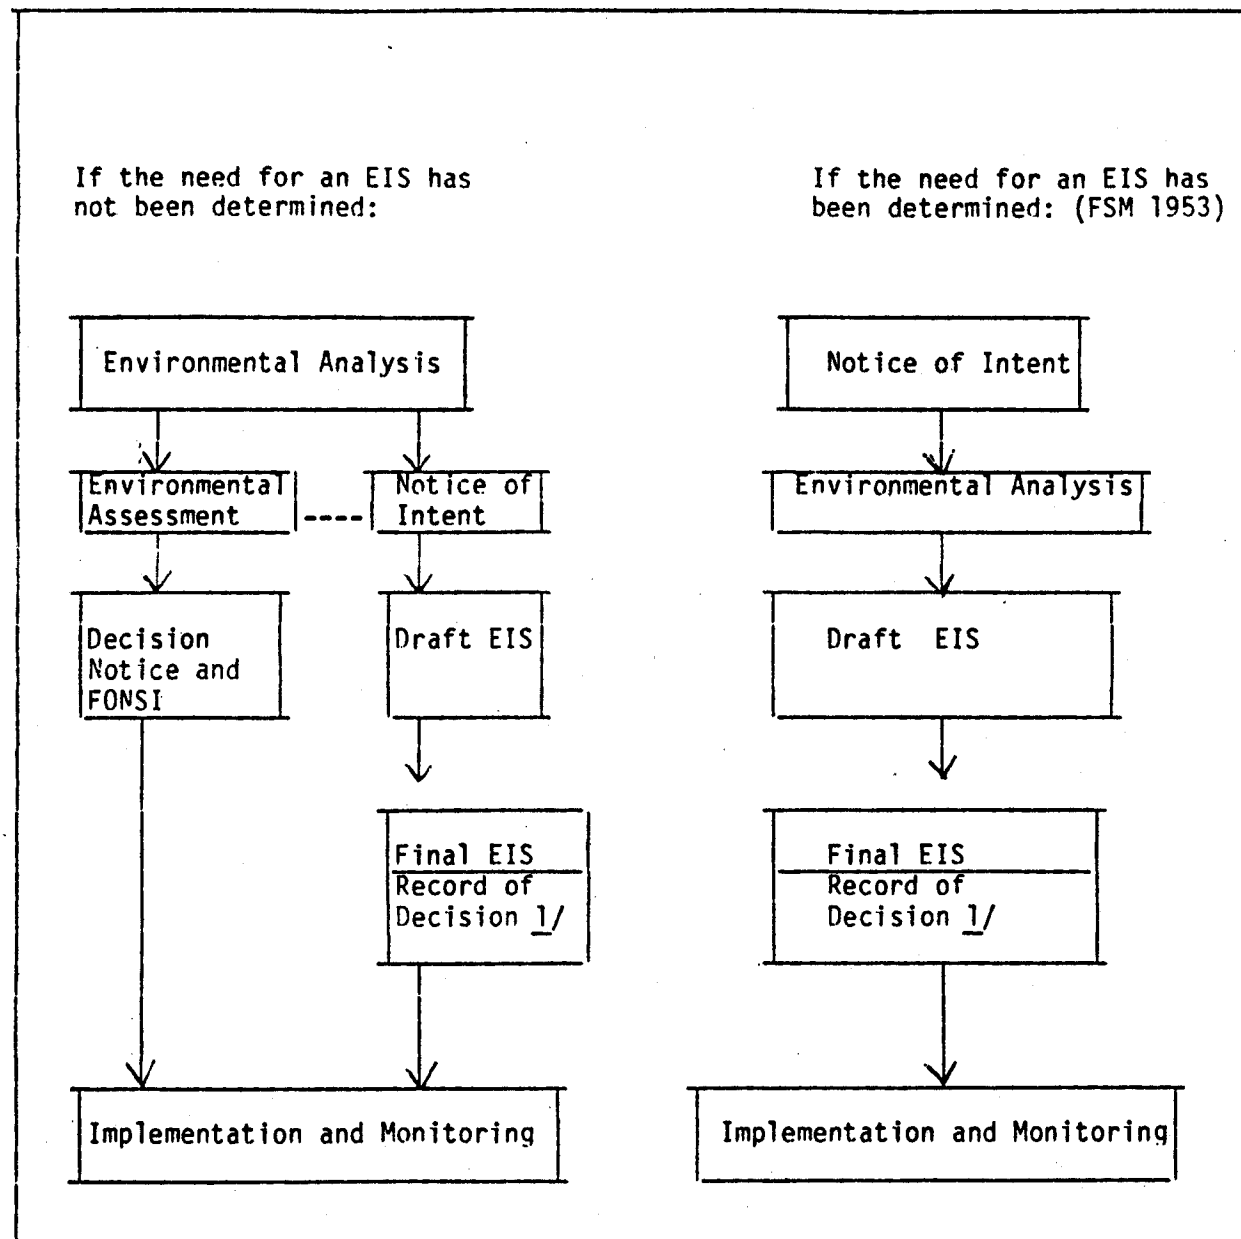 If the need for an EIS has
not been determined:
If the need for an EIS has
been determined: (FSM 1953)
Environmental Analysis
Environmental
Assessment
Notice of
Intent
Decision
Notice and
FONSI
Draft EIS
Final EIS
Record of
Decision 1/
Implementation and Monitoring
Notice of Intent
Environmental Analysis
Draft EIS
Final EIS
Record of
Decision 1/
Implementation and Monitoring